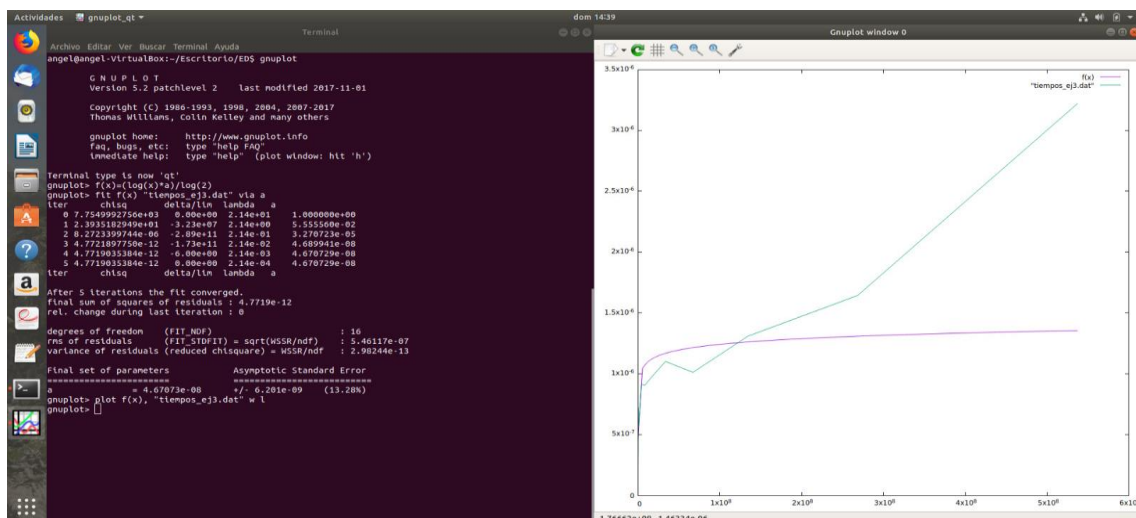 Actividades gnuplot_qt dom 14:39
Terminal
Archivo Editar Ver Buscar Terminal Ayuda
angel@angel-VirtualBox:~/Escritorio/ED$ gnuplot
G N U P L O T
Version 5.2 patchlevel 2 last modified 2017-11-01
Copyright (C) 1986-1993, 1998, 2004, 2007-2017
Thomas Williams, Colin Kelley and many others
gnuplot home: http://www.gnuplot.info
faq, bugs, etc: type "help FAQ"
immediate help: type "help" (plot window: hit 'h')
Terminal type is now 'qt'
gnuplot> f(x)=(log(x)*a)/log(2)
gnuplot> fit f(x) "tiempos_ej3.dat" via a
iter chisq delta/lim lambda a
0 7.7549992756e+03 0.00e+00 2.14e+01 1.000000e+00
1 2.3935182949e+01 -3.23e+07 2.14e+00 5.555560e-02
2 8.2723399744e-06 -2.89e+11 2.14e-01 3.270723e-05
3 4.7721897750e-12 -1.73e+11 2.14e-02 4.689941e-08
4 4.7719035384e-12 -6.00e+00 2.14e-03 4.670729e-08
5 4.7719035384e-12 0.00e+00 2.14e-04 4.670729e-08
iter chisq delta/lim lambda a
After 5 iterations the fit converged.
final sum of squares of residuals : 4.7719e-12
rel. change during last iteration : 0
degrees of freedom (FIT_NDF) : 16
rms of residuals (FIT_STDFIT) = sqrt(WSSR/ndf) : 5.46117e-07
variance of residuals (reduced chisquare) = WSSR/ndf : 2.98244e-13
Final set of parameters Asymptotic Standard Error
======================= ==========================
a = 4.67073e-08 +/- 6.201e-09 (13.28%)
gnuplot> plot f(x), "tiempos_ej3.dat" w l
gnuplot>
Gnuplot window 0
f(x)
"tiempos_ej3.dat"
3.5x10⁻⁶
3x10⁻⁶
2.5x10⁻⁶
2x10⁻⁶
1.5x10⁻⁶
1x10⁻⁶
5x10⁻⁷
0
0 1x10⁸ 2x10⁸ 3x10⁸ 4x10⁸ 5x10⁸